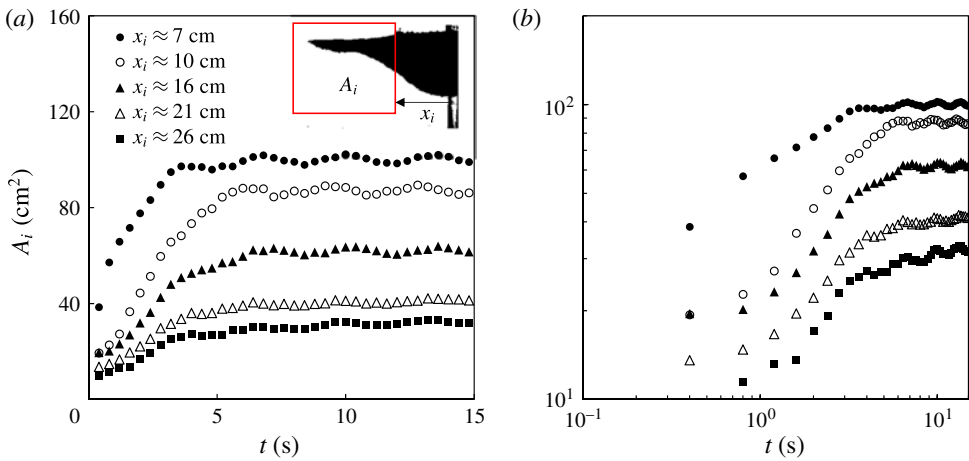 (a)
160
120
80
40
0
5
10
15
A_i (cm²)
t (s)
x_i ≈ 7 cm
x_i ≈ 10 cm
x_i ≈ 16 cm
x_i ≈ 21 cm
x_i ≈ 26 cm
A_i
x_i
(b)
10²
10¹
10⁻¹
10⁰
10¹
t (s)